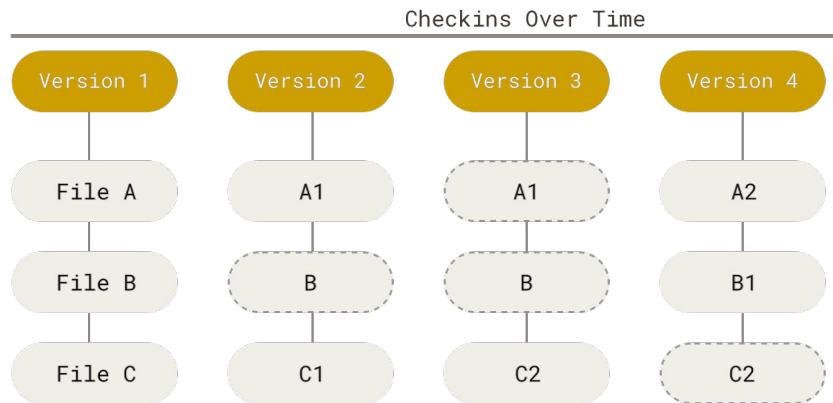 Checkins Over Time
Version 1 Version 2 Version 3 Version 4
File A A1 A1 A2
File B B B B1
File C C1 C2 C2